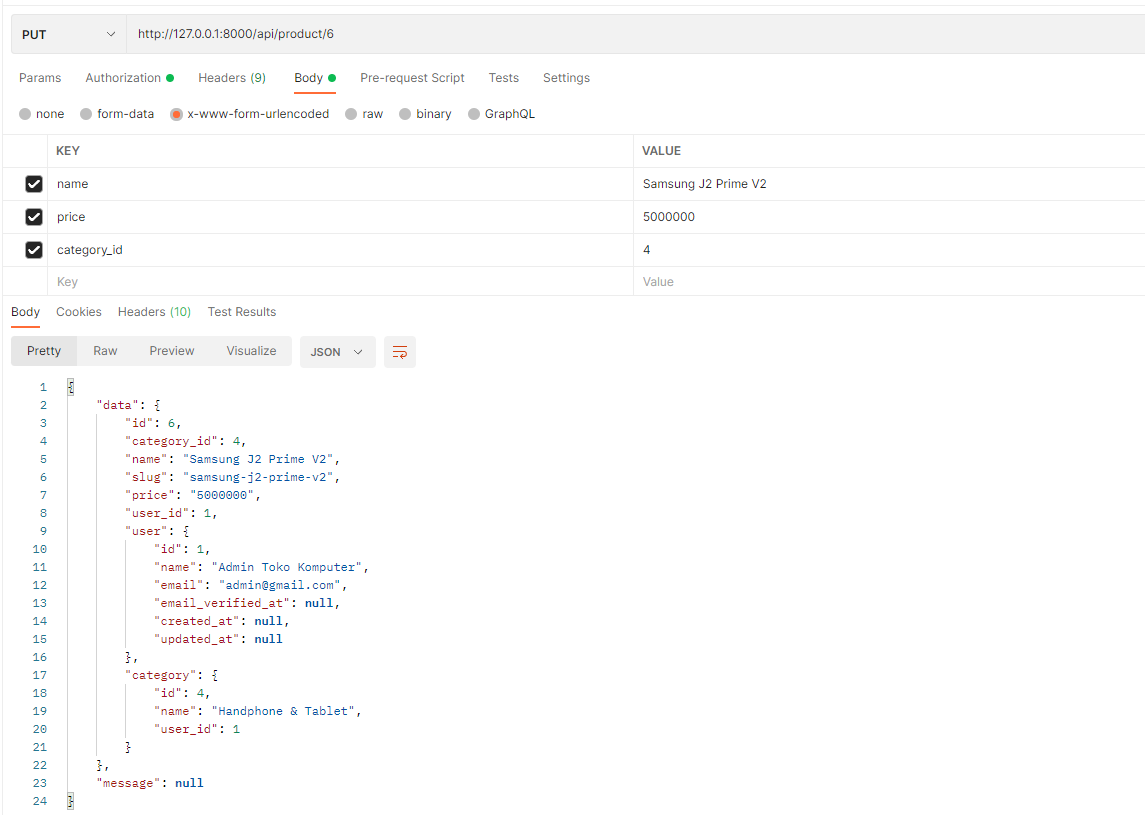 PUT http://127.0.0.1:8000/api/product/6
Params Authorization Headers (9) Body Pre-request Script Tests Settings
none form-data x-www-form-urlencoded raw binary GraphQL
KEY VALUE
name Samsung J2 Prime V2
price 5000000
category_id 4
Key Value
Body Cookies Headers (10) Test Results
Pretty Raw Preview Visualize JSON
1 {
2 "data": {
3 "id": 6,
4 "category_id": 4,
5 "name": "Samsung J2 Prime V2",
6 "slug": "samsung-j2-prime-v2",
7 "price": "5000000",
8 "user_id": 1,
9 "user": {
10 "id": 1,
11 "name": "Admin Toko Komputer",
12 "email": "admin@gmail.com",
13 "email_verified_at": null,
14 "created_at": null,
15 "updated_at": null
16 },
17 "category": {
18 "id": 4,
19 "name": "Handphone & Tablet",
20 "user_id": 1
21 }
22 },
23 "message": null
24 }